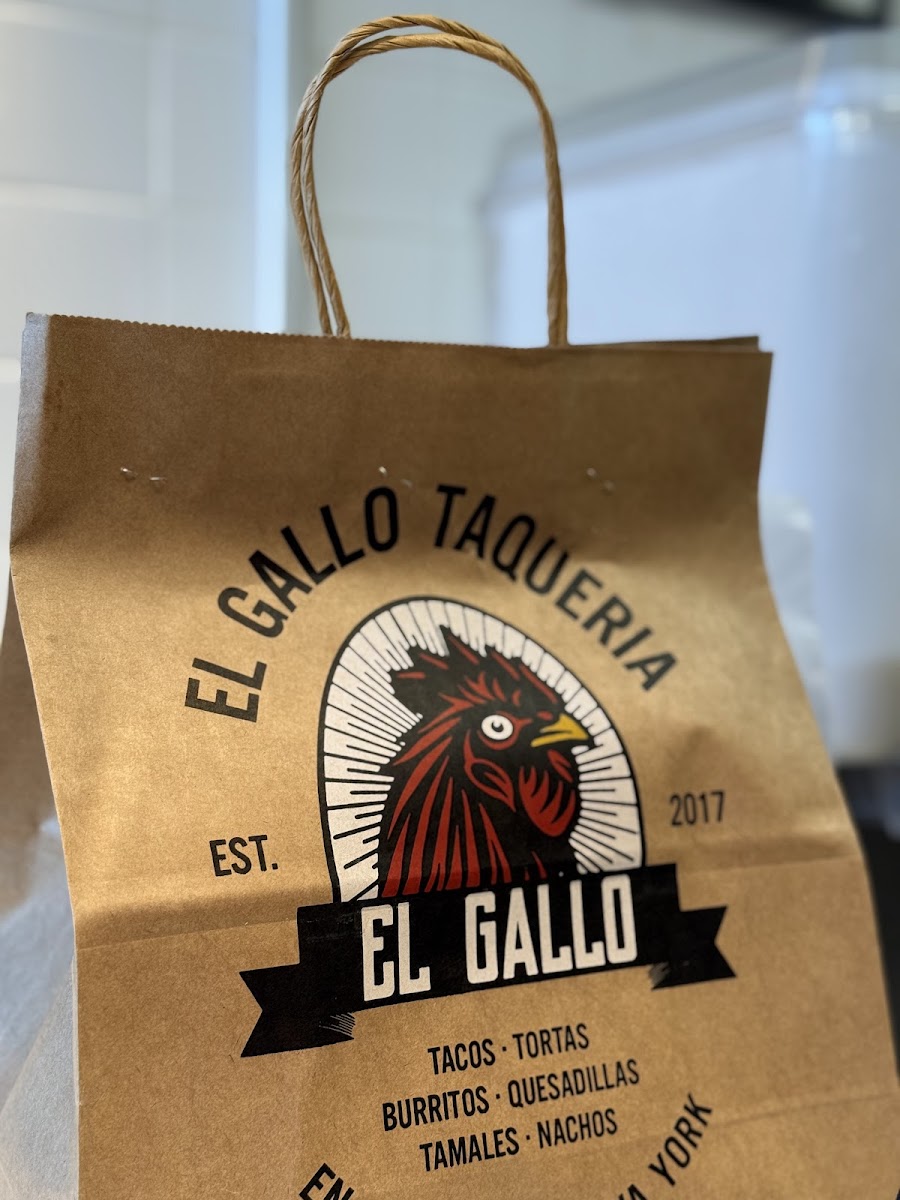 EL GALLO TAQUERIA
EST. 2017
EL GALLO
TACOS · TORTAS
BURRITOS · QUESADILLAS
TAMALES · NACHOS
YORK